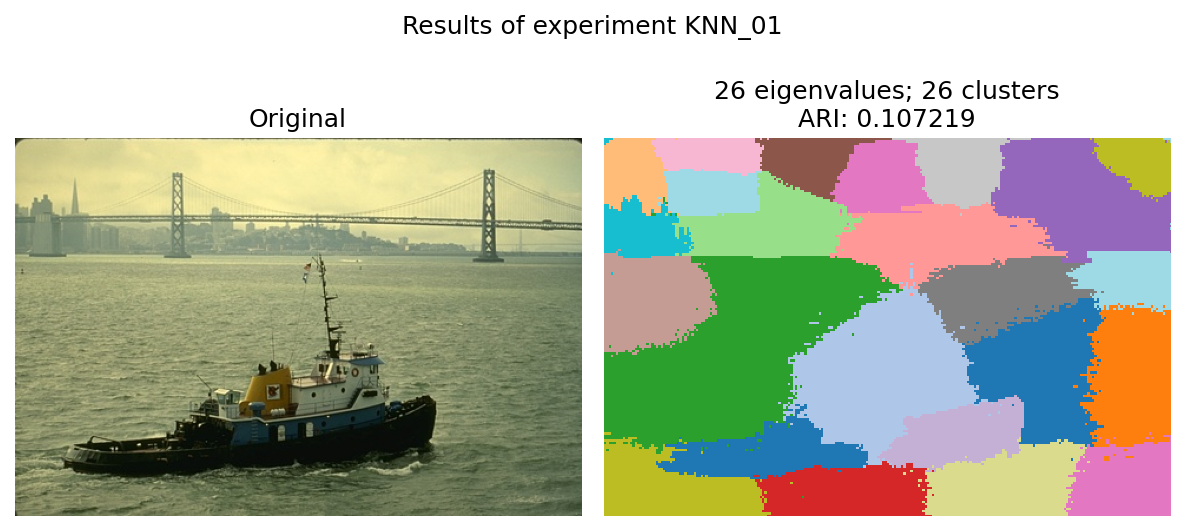 Results of experiment KNN_01
Original
26 eigenvalues; 26 clusters
ARI: 0.107219